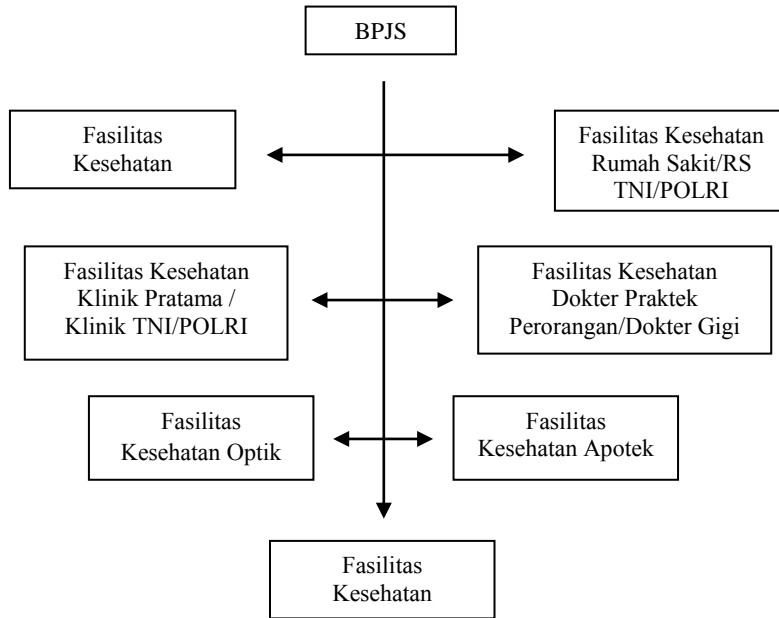 BPJS
Fasilitas
Kesehatan
Fasilitas Kesehatan
Rumah Sakit/RS
TNI/POLRI
Fasilitas Kesehatan
Klinik Pratama /
Klinik TNI/POLRI
Fasilitas Kesehatan
Dokter Praktek
Perorangan/Dokter Gigi
Fasilitas
Kesehatan Optik
Fasilitas
Kesehatan Apotek
Fasilitas
Kesehatan